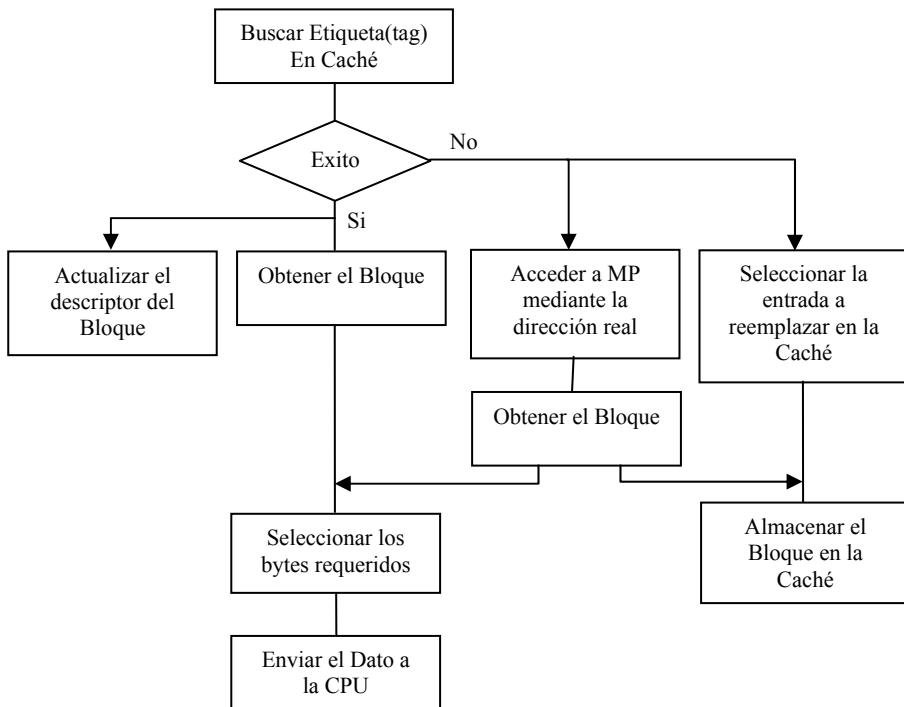 Buscar Etiqueta(tag)
En Caché
No
Exito
Si
Actualizar el
descriptor del
Bloque
Obtener el Bloque
Acceder a MP
mediante la
dirección real
Seleccionar la
entrada a
reemplazar en la
Caché
Obtener el Bloque
Seleccionar los
bytes requeridos
Almacenar el
Bloque en la
Caché
Enviar el Dato a
la CPU